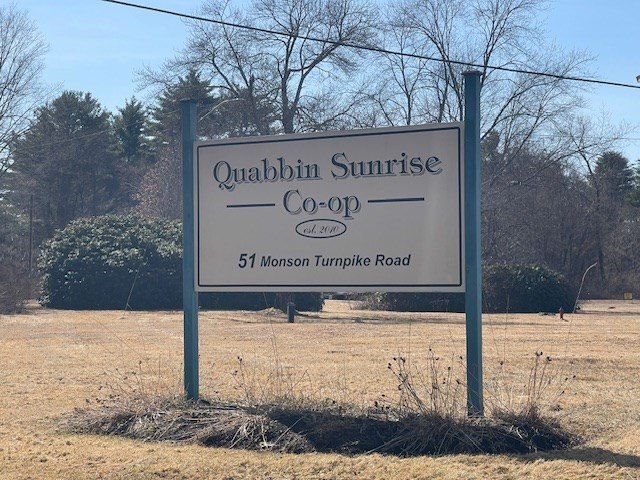 Quabbin Sunrise
Co-op
est. 2010
51 Monson Turnpike Road